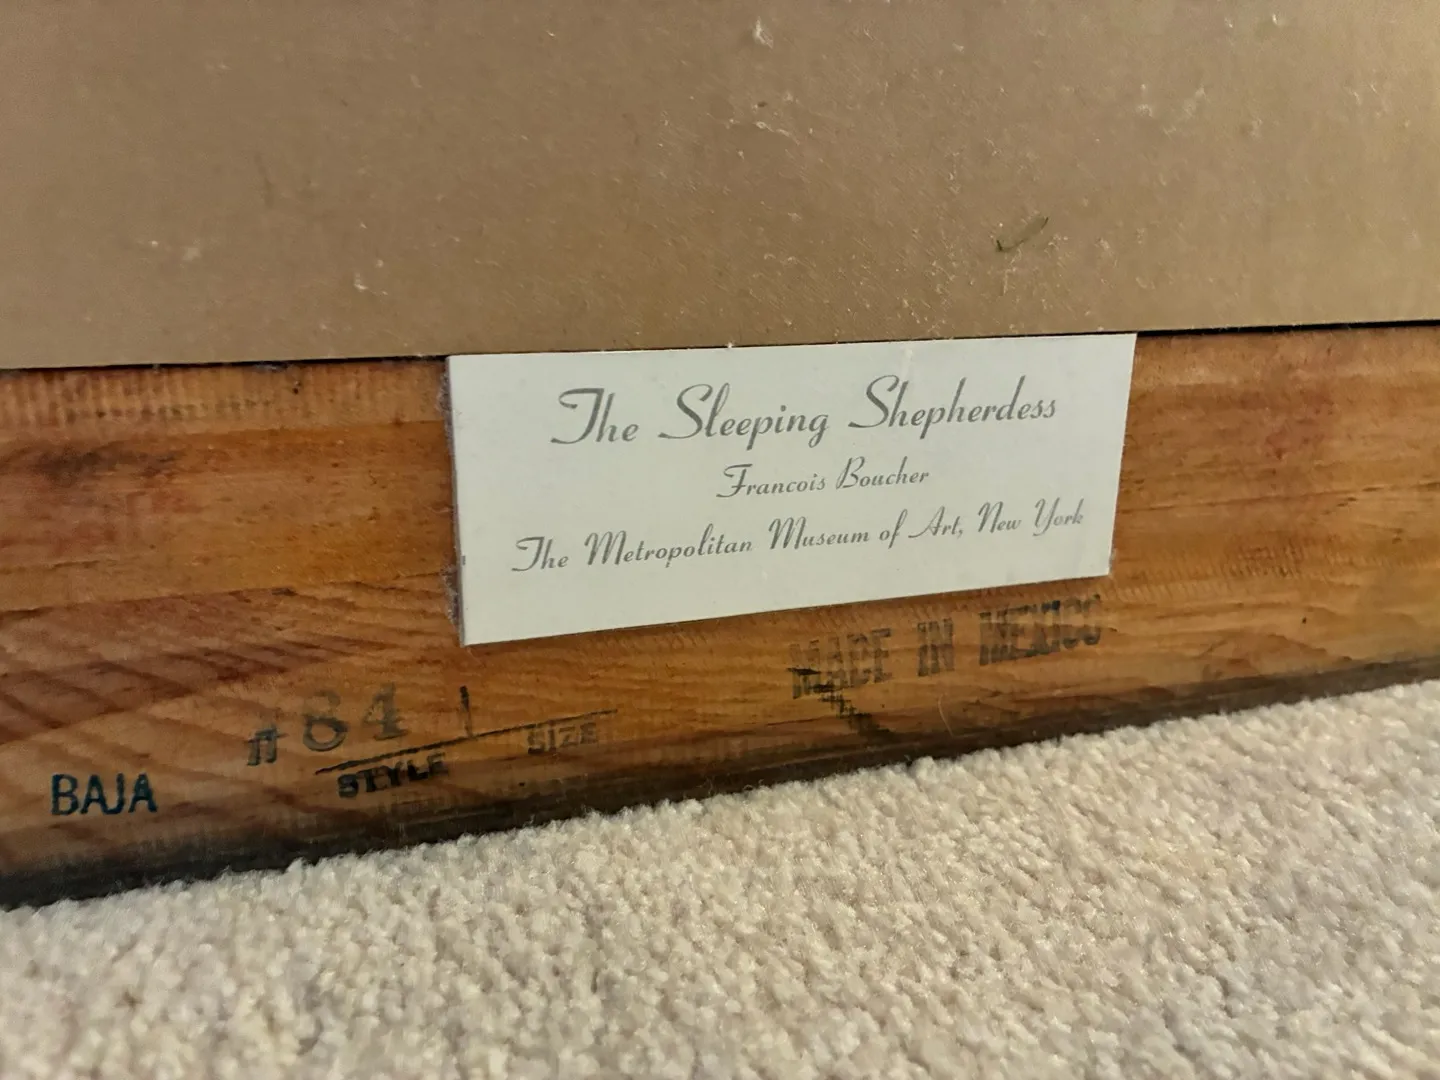 The Sleeping Shepherdess
Francois Boucher
The Metropolitan Museum of Art, New York
MADE IN MEXICO
#84
STYLE SIZE
BAJA